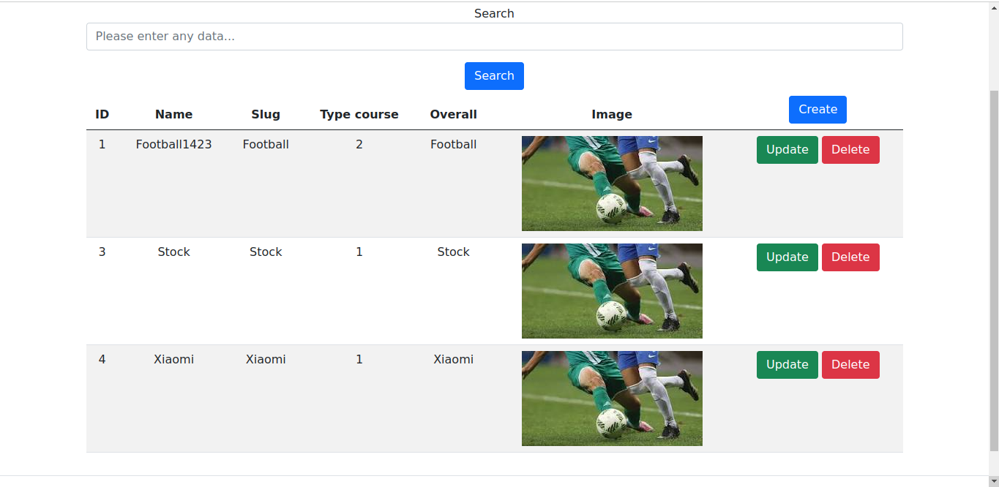 Search
Please enter any data...
Search
ID Name Slug Type course Overall Image Create
1 Football1423 Football 2 Football Update Delete
3 Stock Stock 1 Stock Update Delete
4 Xiaomi Xiaomi 1 Xiaomi Update Delete